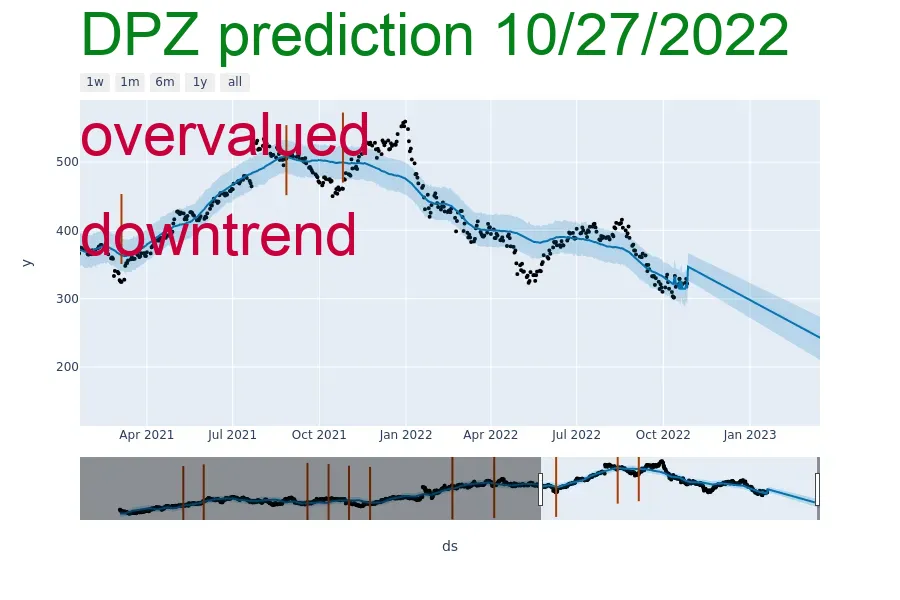 DPZ prediction 10/27/2022
1w 1m 6m 1y all
overvalued
500
downtrend
400
y
300
200
Apr 2021 Jul 2021 Oct 2021 Jan 2022 Apr 2022 Jul 2022 Oct 2022 Jan 2023
ds